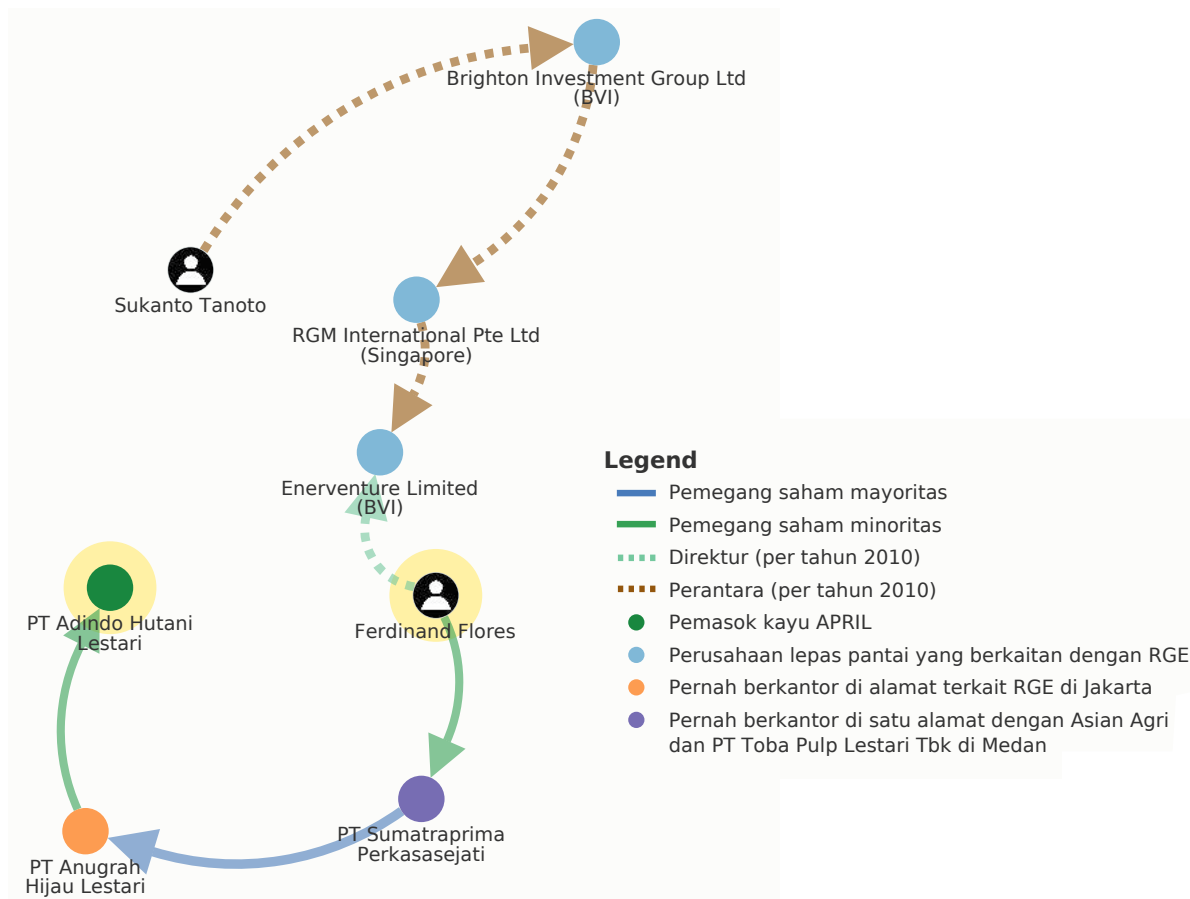 Brighton Investment Group Ltd
(BVI)
Sukanto Tanoto
RGM International Pte Ltd
(Singapore)
Enerventure Limited
(BVI)
PT Adindo Hutani
Lestari
Ferdinand Flores
PT Sumatraprima
Perkasasejati
PT Anugrah
Hijau Lestari
Legend
Pemegang saham mayoritas
Pemegang saham minoritas
Direktur (per tahun 2010)
Perantara (per tahun 2010)
Pemasok kayu APRIL
Perusahaan lepas pantai yang berkaitan dengan RGE
Pernah berkantor di alamat terkait RGE di Jakarta
Pernah berkantor di satu alamat dengan Asian Agri
dan PT Toba Pulp Lestari Tbk di Medan